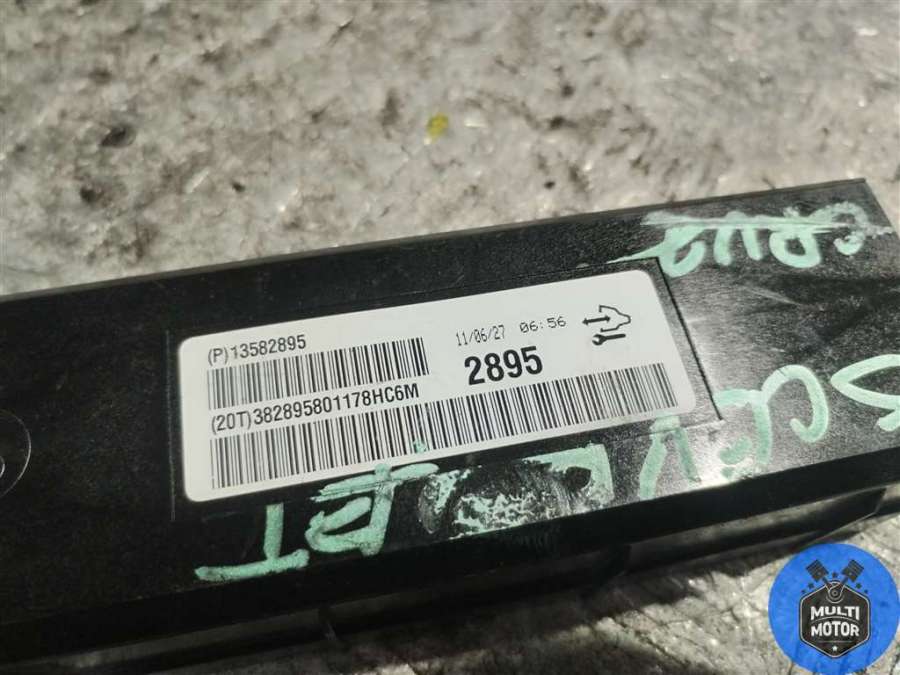 (P)13582895
11/06/27 06:56
2895
(20T)382895801178HC6M
MULTI
MOTOR